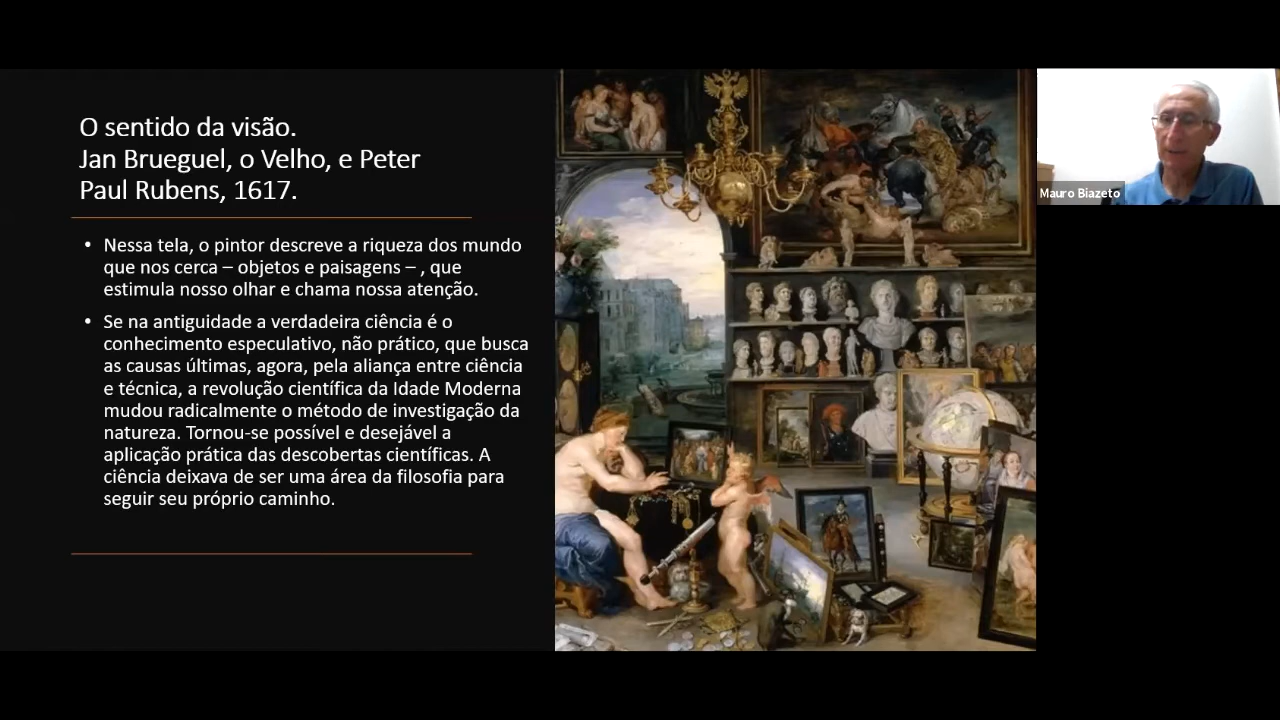 O sentido da visão.
Jan Brueguel, o Velho, e Peter
Paul Rubens, 1617.
• Nessa tela, o pintor descreve a riqueza dos mundo
que nos cerca – objetos e paisagens – , que
estimula nosso olhar e chama nossa atenção.
• Se na antiguidade a verdadeira ciência é o
conhecimento especulativo, não prático, que busca
as causas últimas, agora, pela aliança entre ciência
e técnica, a revolução científica da Idade Moderna
mudou radicalmente o método de investigação da
natureza. Tornou-se possível e desejável a
aplicação prática das descobertas científicas. A
ciência deixava de ser uma área da filosofia para
seguir seu próprio caminho.
Mauro Biazeto